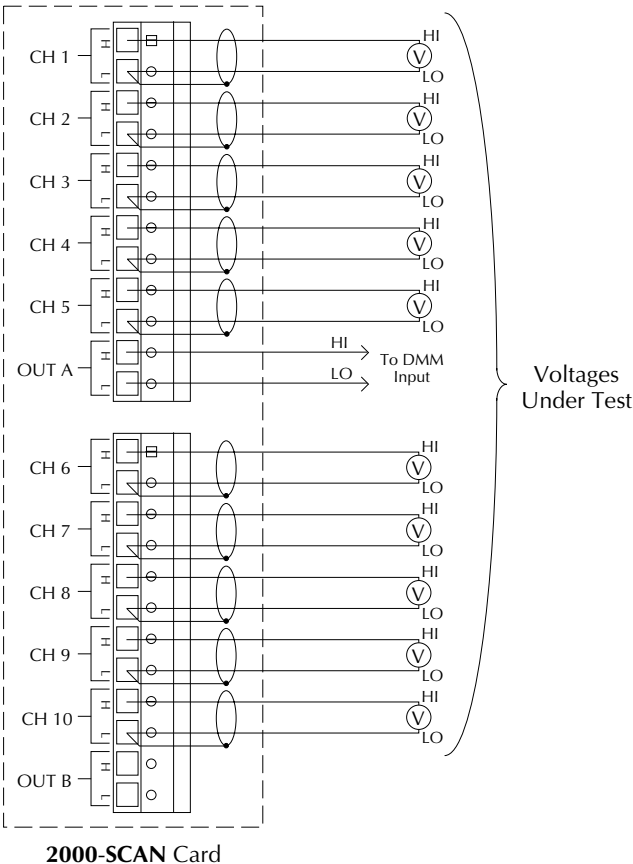 CH 1
H
L
HI
V
LO
CH 2
H
L
HI
V
LO
CH 3
H
L
HI
V
LO
CH 4
H
L
HI
V
LO
CH 5
H
L
HI
V
LO
OUT A
H
L
HI
LO
To DMM
Input
Voltages
Under Test
CH 6
H
L
HI
V
LO
CH 7
H
L
HI
V
LO
CH 8
H
L
HI
V
LO
CH 9
H
L
HI
V
LO
CH 10
H
L
HI
V
LO
OUT B
H
L
2000-SCAN Card